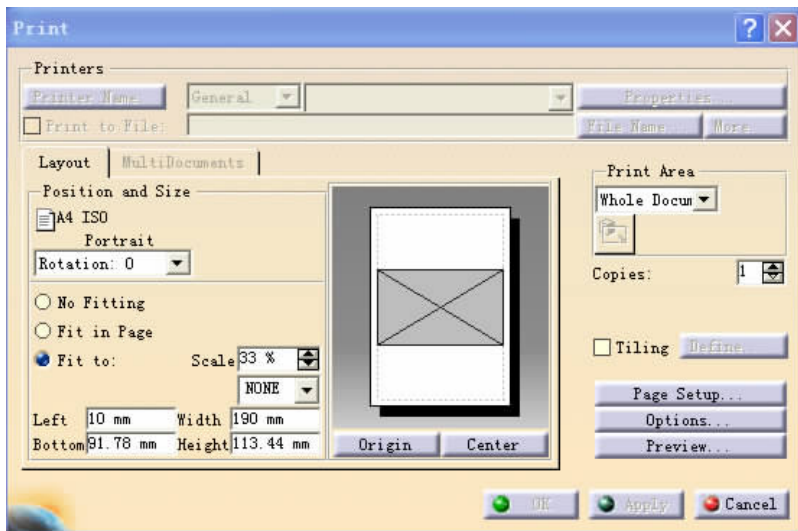 Print
Printers
Printer Name... General Properties...
Print to File: File Name... More
Layout MultiDocuments
Position and Size
A4 ISO
Portrait
Rotation: 0
No Fitting
Fit in Page
Fit to: Scale 33 %
NONE
Left 10 mm Width 190 mm
Bottom 91.78 mm Height 113.44 mm
Origin Center
Print Area
Whole Docum
Copies: 1
Tiling Define...
Page Setup...
Options...
Preview...
OK Apply Cancel